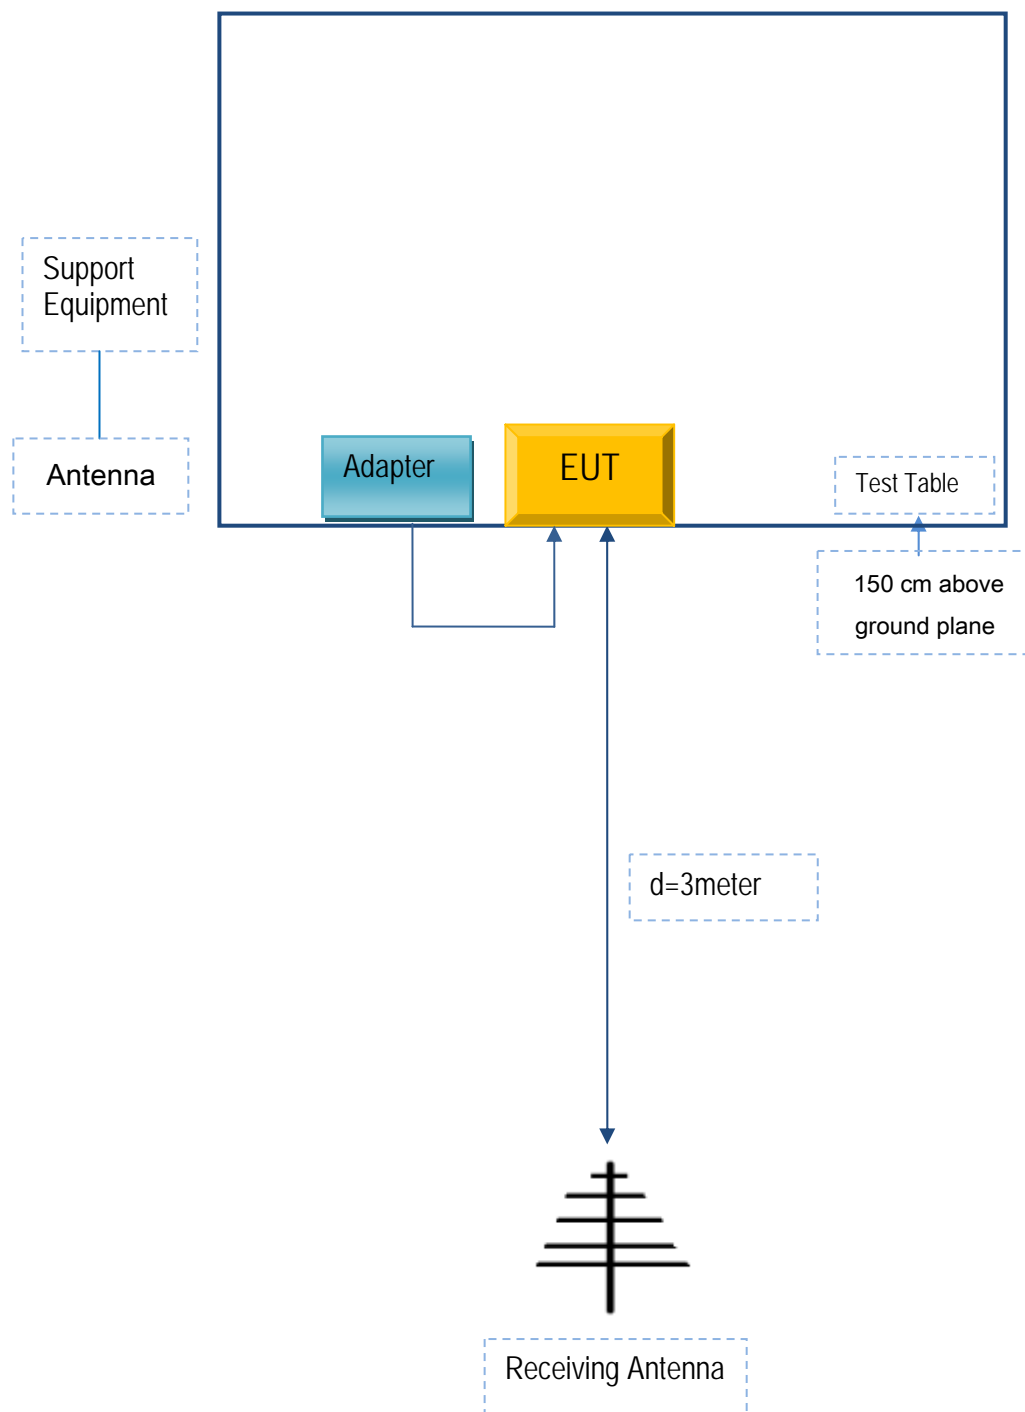 Support
Equipment
Antenna
Adapter
EUT
Test Table
150 cm above
ground plane
d=3meter
Receiving Antenna